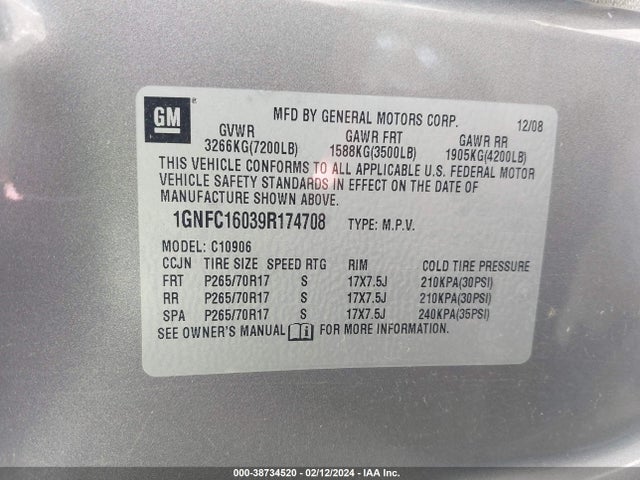 GM
MFD BY GENERAL MOTORS CORP. 12/08
GVWR GAWR FRT GAWR RR
3266KG(7200LB) 1588KG(3500LB) 1905KG(4200LB)
THIS VEHICLE CONFORMS TO ALL APPLICABLE U.S. FEDERAL MOTOR
VEHICLE SAFETY STANDARDS IN EFFECT ON THE DATE OF
MANUFACTURE SHOWN ABOVE.
1GNFC16039R174708 TYPE: M.P.V.
MODEL: C10906
CCJN TIRE SIZE SPEED RTG RIM COLD TIRE PRESSURE
FRT P265/70R17 S 17X7.5J 210KPA(30PSI)
RR P265/70R17 S 17X7.5J 210KPA(30PSI)
SPA P265/70R17 S 17X7.5J 240KPA(35PSI)
SEE OWNER'S MANUAL FOR MORE INFORMATION.
000-38734520 - 02/12/2024 - IAA Inc.